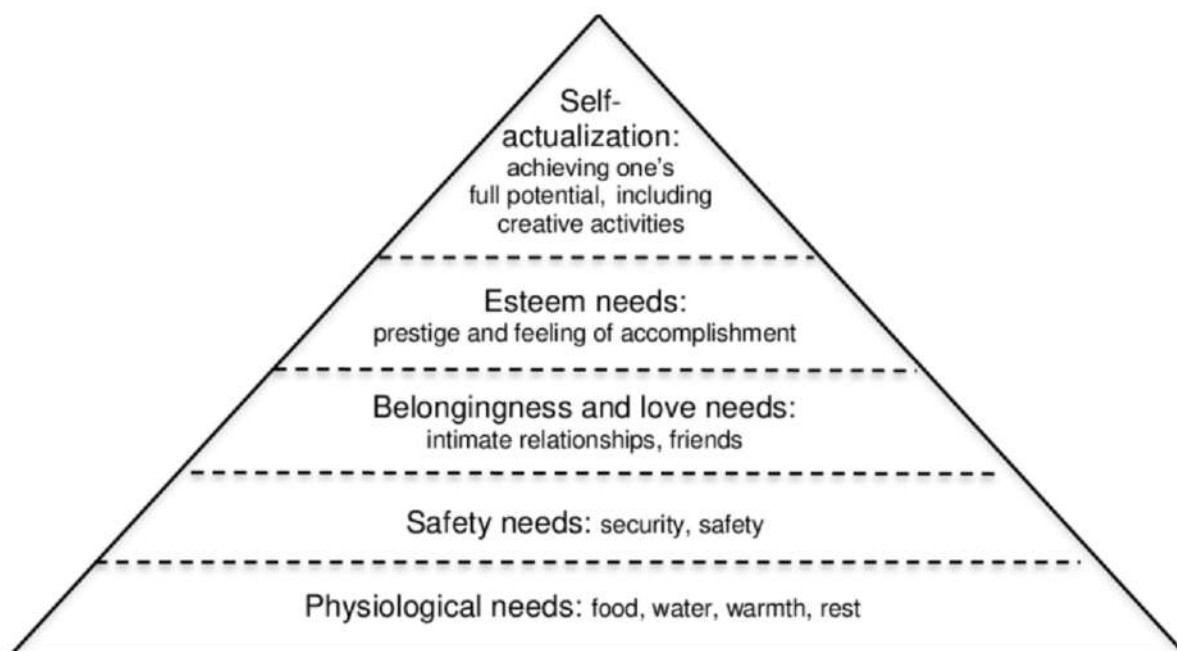 Self-
actualization:
achieving one's
full potential, including
creative activities
Esteem needs:
prestige and feeling of accomplishment
Belongingness and love needs:
intimate relationships, friends
Safety needs: security, safety
Physiological needs: food, water, warmth, rest